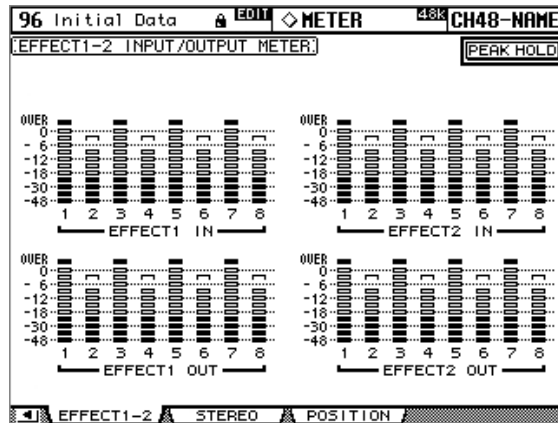 96 Initial Data EDIT ◇METER 48K CH48-NAME
EFFECT1-2 INPUT/OUTPUT METER
PEAK HOLD
OVER OVER
0 0
-6 -6
-12 -12
-18 -18
-30 -30
-48 -48
1 2 3 4 5 6 7 8 1 2 3 4 5 6 7 8
EFFECT1 IN EFFECT2 IN
OVER OVER
0 0
-6 -6
-12 -12
-18 -18
-30 -30
-48 -48
1 2 3 4 5 6 7 8 1 2 3 4 5 6 7 8
EFFECT1 OUT EFFECT2 OUT
EFFECT1-2 STEREO POSITION